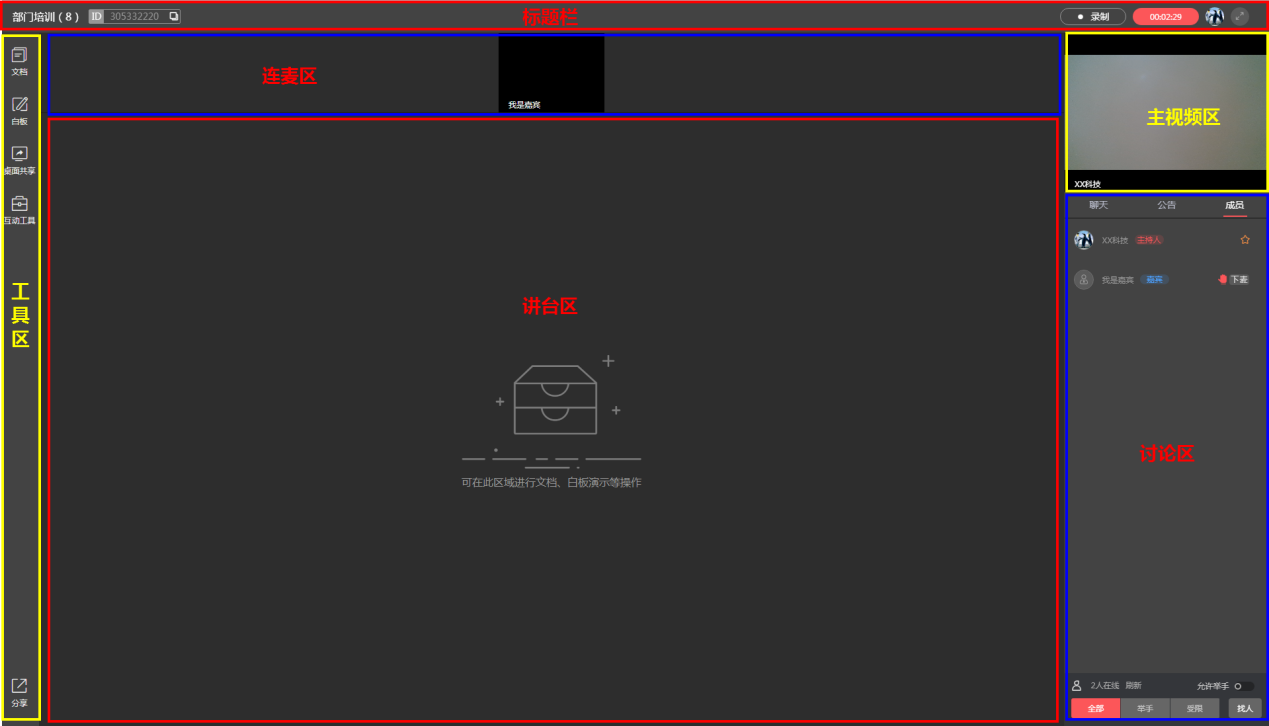 部门培训 ( 8 ) ID 305332220 标题栏 录制 00:02:29
文档
白板
桌面共享
互动工具
工具区
分享
连麦区
我是嘉宾
讲台区
可在此区域进行文档、白板演示等操作
主视频区
XX科技
聊天 公告 成员
XX科技 主持人
我是嘉宾 嘉宾 下麦
讨论区
2人在线 刷新 允许举手
全部 举手 受限 找人